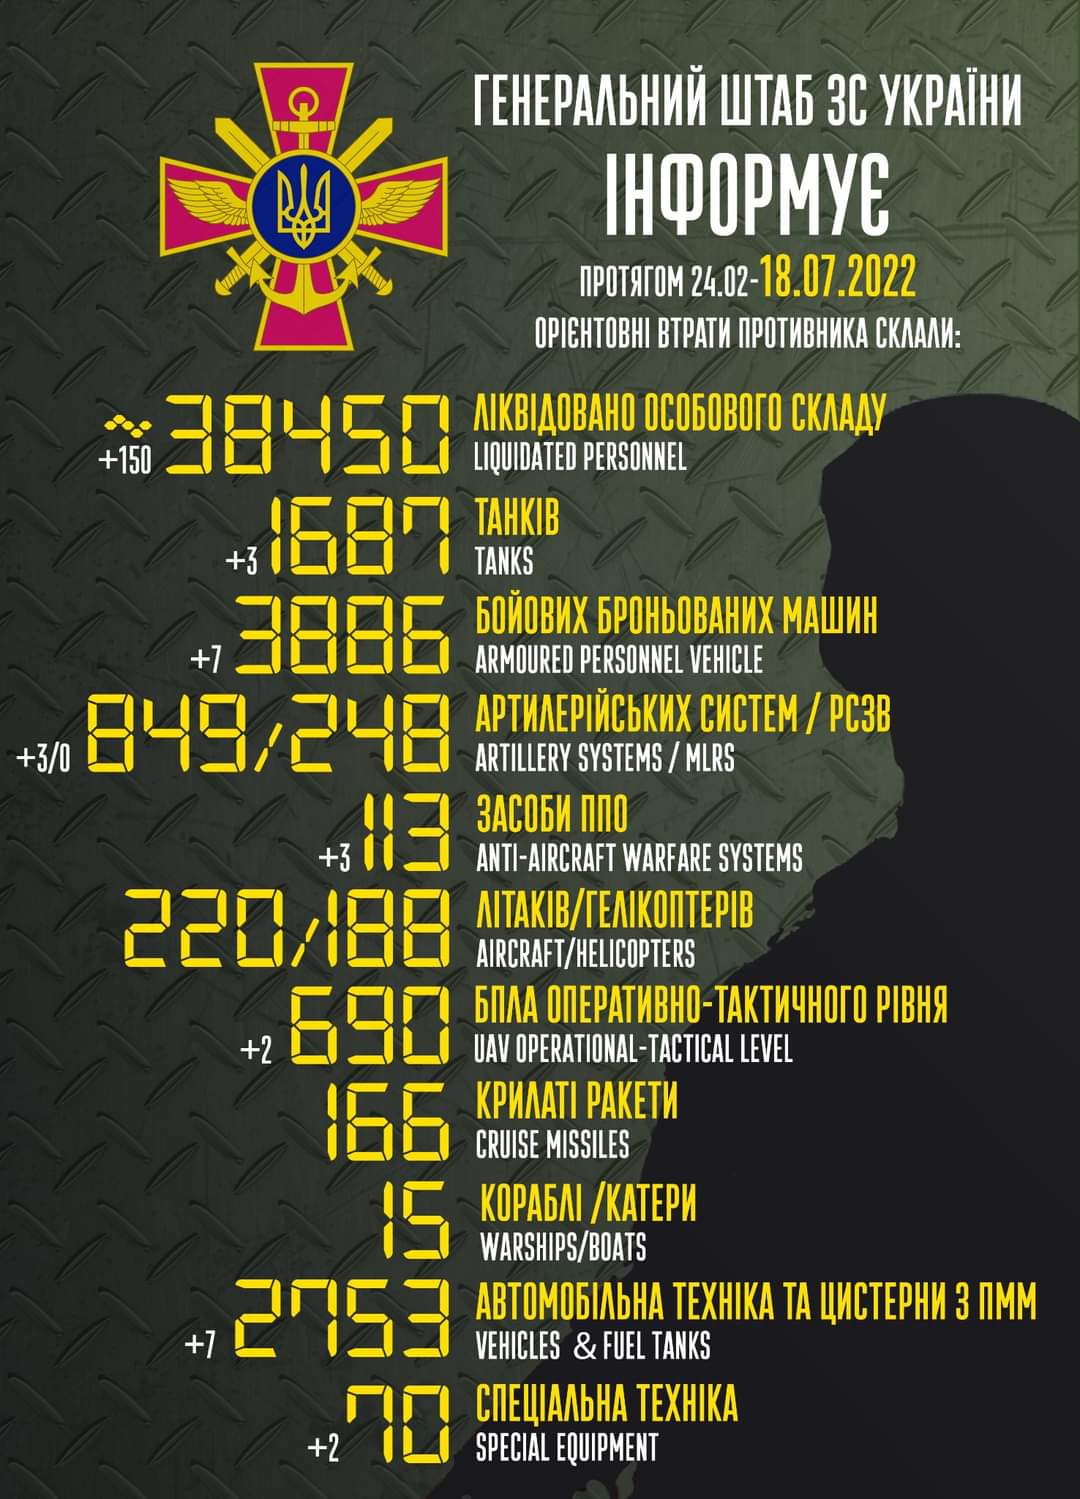 ГЕНЕРАЛЬНИЙ ШТАБ ЗС УКРАЇНИ
ІНФОРМУЄ
ПРОТЯГОМ 24.02-18.07.2022
ОРІЄНТОВНІ ВТРАТИ ПРОТИВНИКА СКЛАЛИ:
~38450 ЛІКВІДОВАНО ОСОБОВОГО СКЛАДУ
+150 LIQUIDATED PERSONNEL
1687 ТАНКІВ
+3 TANKS
3886 БОЙОВИХ БРОНЬОВАНИХ МАШИН
+7 ARMOURED PERSONNEL VEHICLE
849/248 АРТИЛЕРІЙСЬКИХ СИСТЕМ / РСЗВ
+3/0 ARTILLERY SYSTEMS / MLRS
113 ЗАСОБИ ППО
+3 ANTI-AIRCRAFT WARFARE SYSTEMS
220/188 ЛІТАКІВ/ГЕЛІКОПТЕРІВ
AIRCRAFT/HELICOPTERS
690 БПЛА ОПЕРАТИВНО-ТАКТИЧНОГО РІВНЯ
+2 UAV OPERATIONAL-TACTICAL LEVEL
166 КРИЛАТІ РАКЕТИ
CRUISE MISSILES
15 КОРАБЛІ /КАТЕРИ
WARSHIPS/BOATS
2753 АВТОМОБІЛЬНА ТЕХНІКА ТА ЦИСТЕРНИ З ПММ
+7 VEHICLES & FUEL TANKS
70 СПЕЦІАЛЬНА ТЕХНІКА
+2 SPECIAL EQUIPMENT